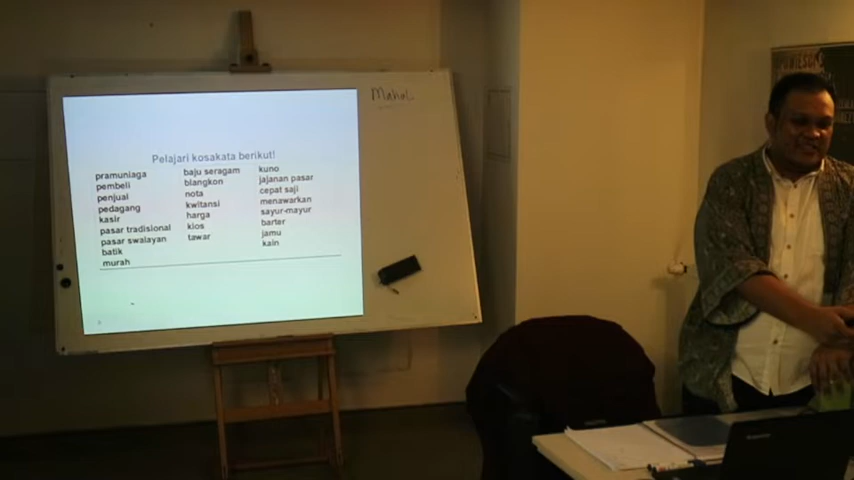 Mahal
Pelajari kosakata berikut!
pramuniaga
pembeli
penjual
pedagang
kasir
pasar tradisional
pasar swalayan
batik
murah
baju seragam
blangkon
nota
kwitansi
harga
kios
tawar
kuno
jajanan pasar
cepat saji
menawarkan
sayur-mayur
barter
jamu
kain